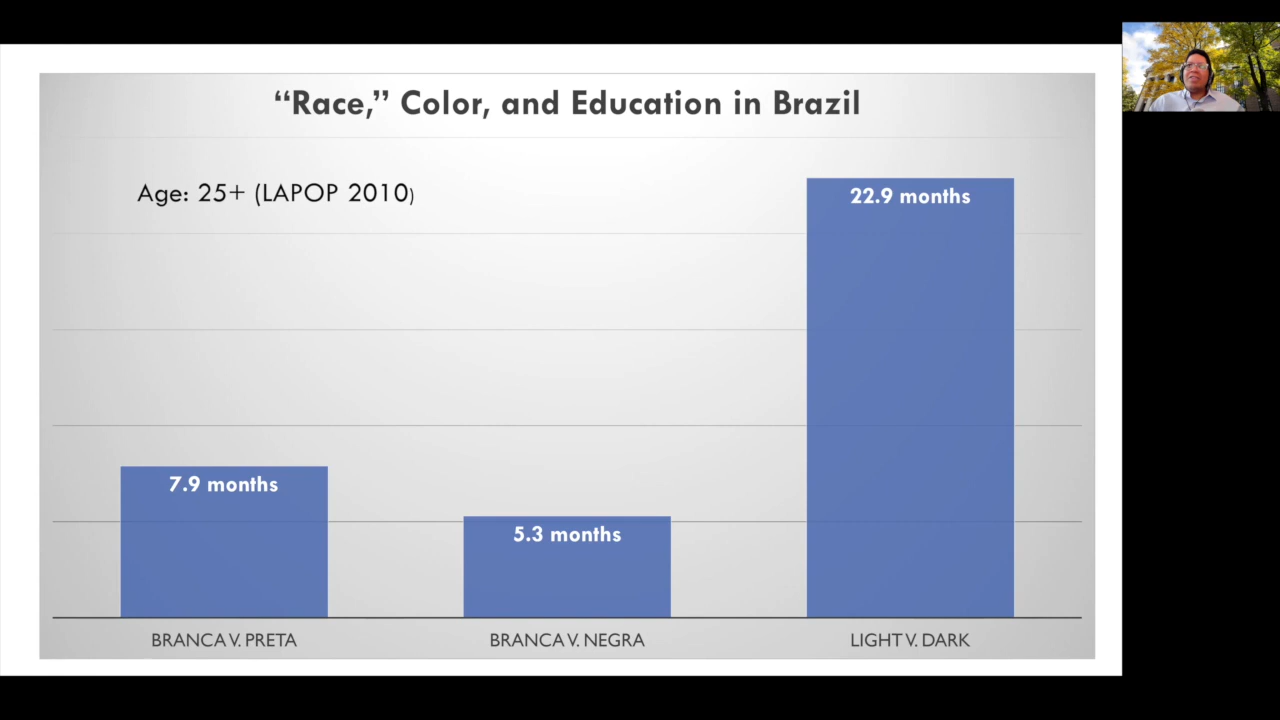 “Race,” Color, and Education in Brazil
Age: 25+ (LAPOP 2010)
22.9 months
7.9 months
5.3 months
BRANCA V. PRETA
BRANCA V. NEGRA
LIGHT V. DARK